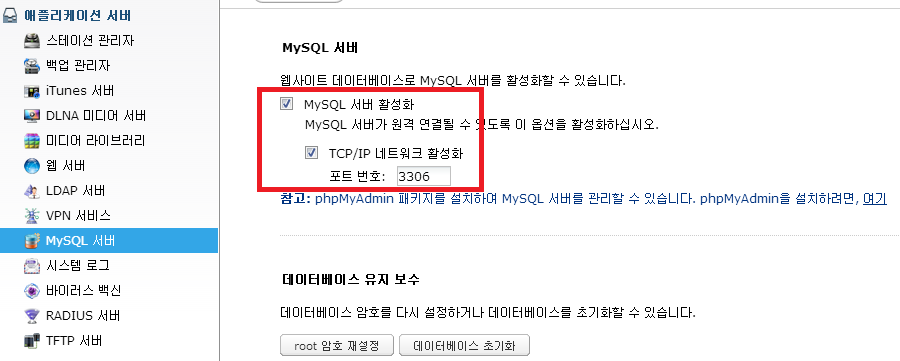 애플리케이션 서버
스테이션 관리자
백업 관리자
iTunes 서버
DLNA 미디어 서버
미디어 라이브러리
웹 서버
LDAP 서버
VPN 서비스
MySQL 서버
시스템 로그
바이러스 백신
RADIUS 서버
TFTP 서버
MySQL 서버
웹사이트 데이터베이스로 MySQL 서버를 활성화할 수 있습니다.
MySQL 서버 활성화
MySQL 서버가 원격 연결될 수 있도록 이 옵션을 활성화하십시오.
TCP/IP 네트워크 활성화
포트 번호: 3306
참고: phpMyAdmin 패키지를 설치하여 MySQL 서버를 관리할 수 있습니다. phpMyAdmin을 설치하려면, 여기
데이터베이스 유지 보수
데이터베이스 암호를 다시 설정하거나 데이터베이스를 초기화할 수 있습니다.
root 암호 재설정 데이터베이스 초기화